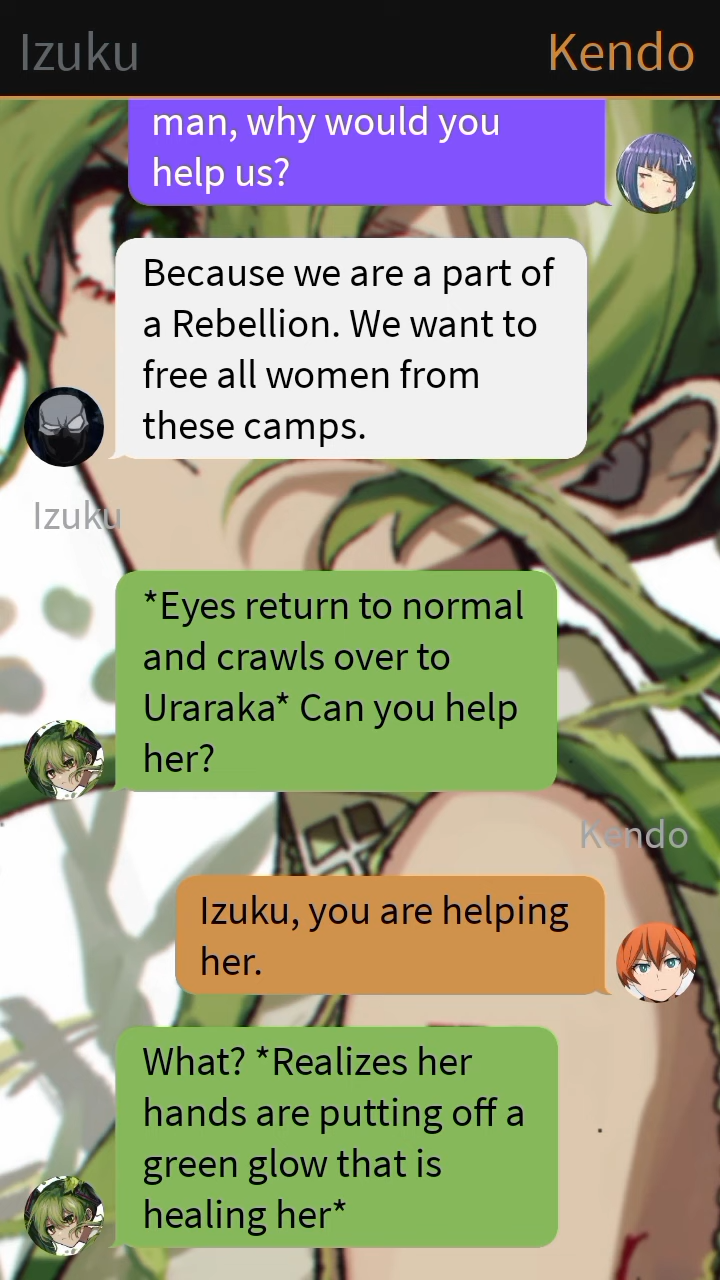 Izuku
Kendo
man, why would you
help us?
Because we are a part of
a Rebellion. We want to
free all women from
these camps.
Izuku
*Eyes return to normal
and crawls over to
Uraraka* Can you help
her?
Kendo
Izuku, you are helping
her.
What? *Realizes her
hands are putting off a
green glow that is
healing her*